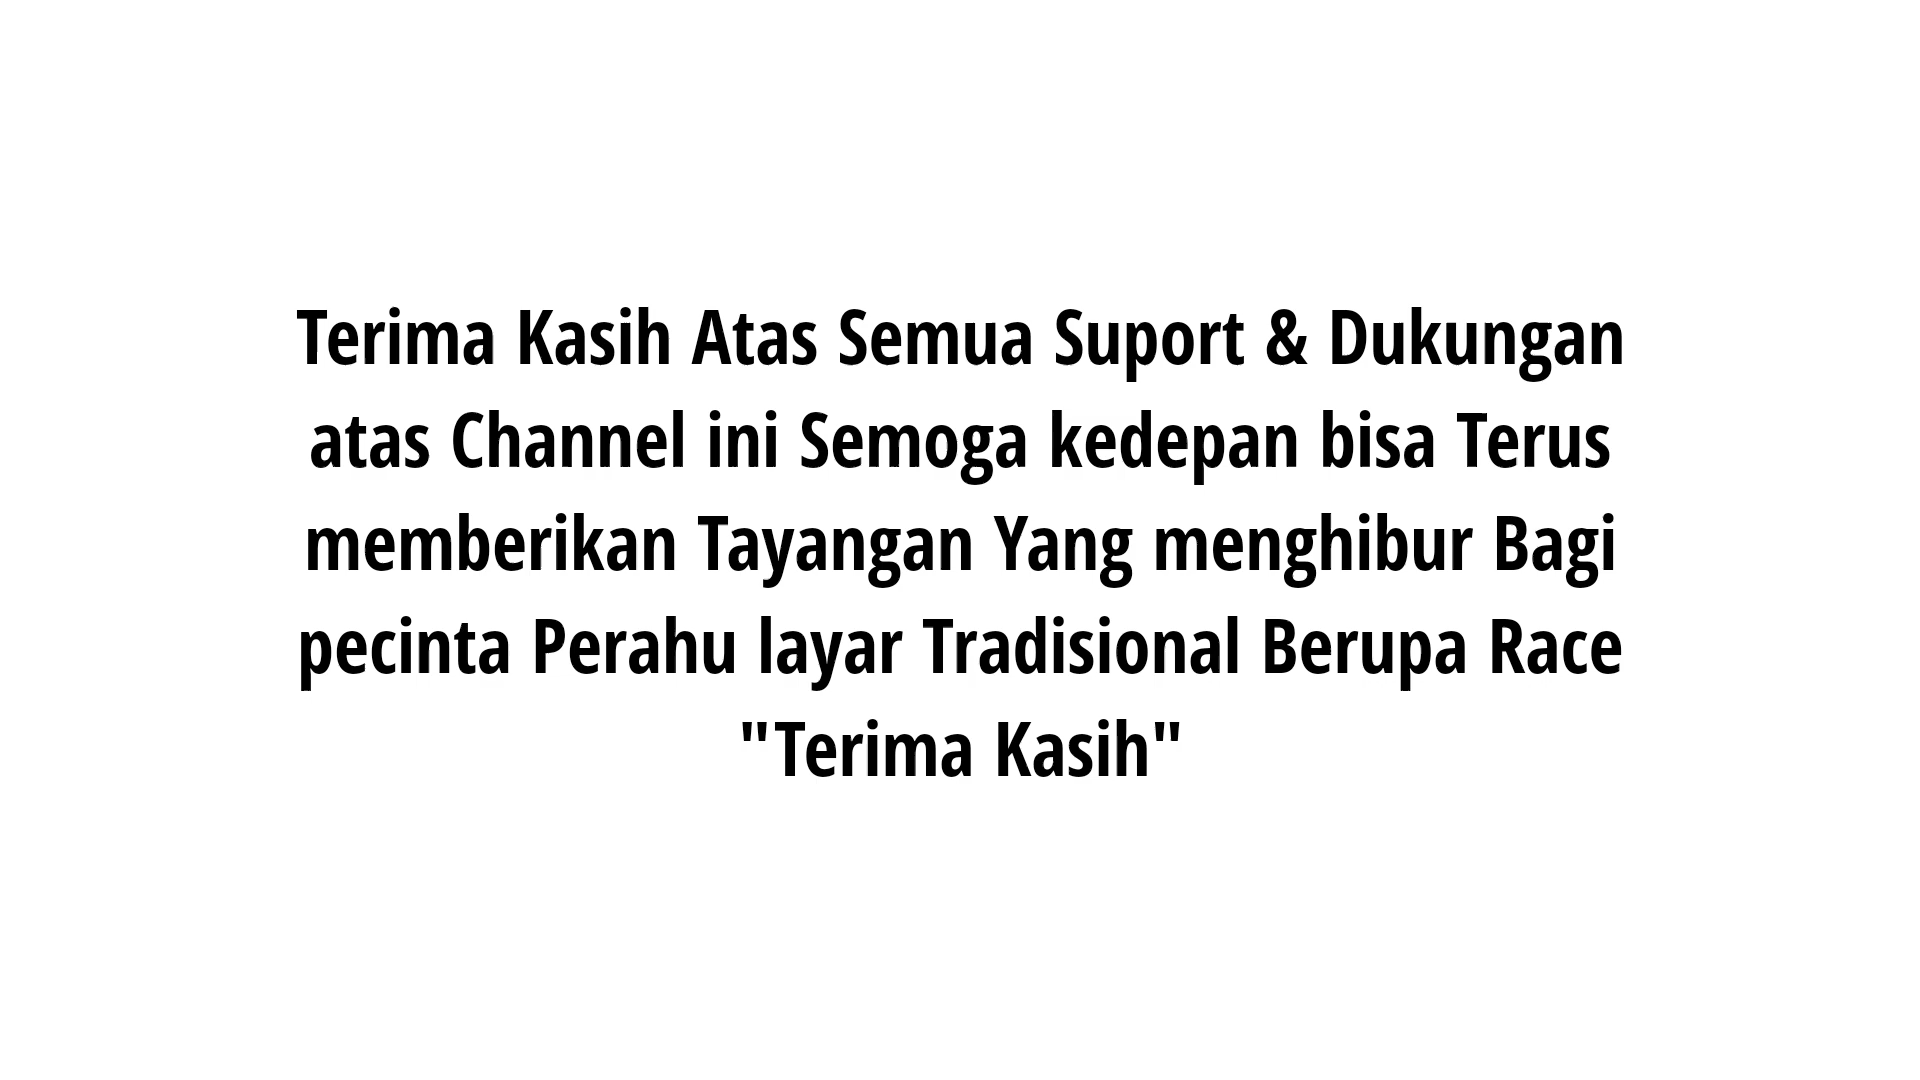 Terima Kasih Atas Semua Suport & Dukungan
atas Channel ini Semoga kedepan bisa Terus
memberikan Tayangan Yang menghibur Bagi
pecinta Perahu layar Tradisional Berupa Race
"Terima Kasih"